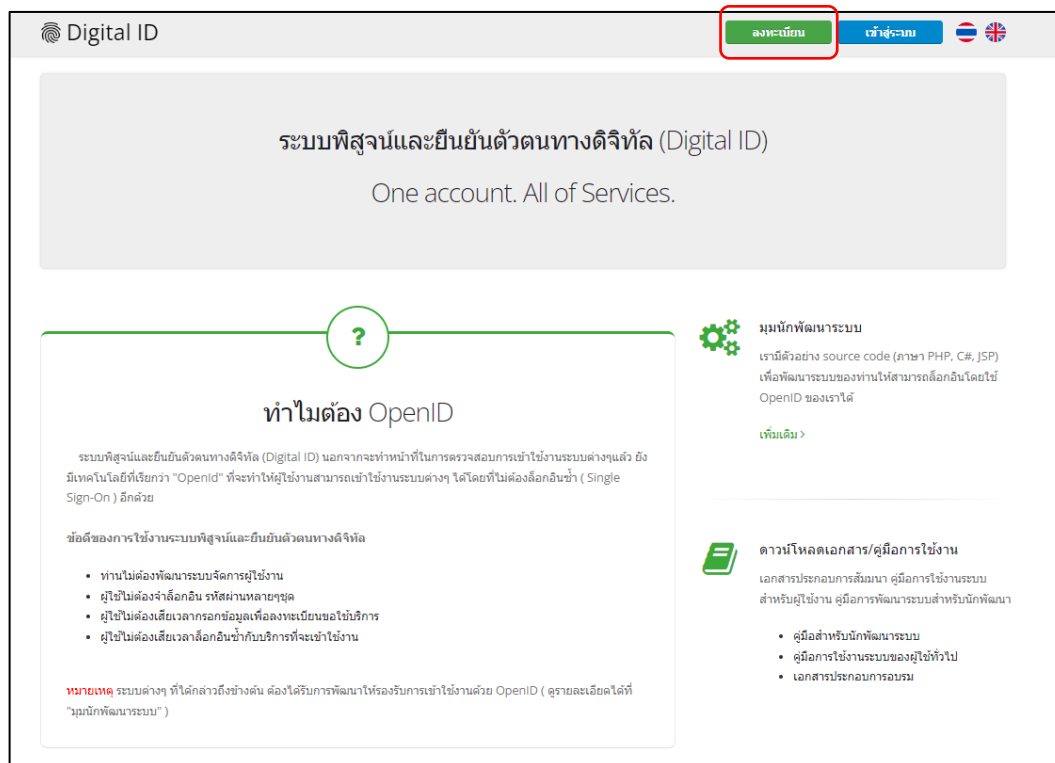 Digital ID
ลงทะเบียน
เข้าสู่ระบบ
ระบบพิสูจน์และยืนยันตัวตนทางดิจิทัล (Digital ID)
One account. All of Services.
?
ทำไมต้อง OpenID
ระบบพิสูจน์และยืนยันตัวตนทางดิจิทัล (Digital ID) นอกจากจะทำหน้าที่ในการตรวจสอบการเข้าใช้งานระบบต่างๆแล้ว ยัง
มีเทคโนโลยีที่เรียกว่า "OpenId" ที่จะทำให้ผู้ใช้งานสามารถเข้าใช้งานระบบต่างๆ ได้โดยที่ไม่ต้องล็อกอินซ้ำ ( Single
Sign-On ) อีกด้วย
ข้อดีของการใช้งานระบบพิสูจน์และยืนยันตัวตนทางดิจิทัล
• ท่านไม่ต้องพัฒนาระบบจัดการผู้ใช้งาน
• ผู้ใช้ไม่ต้องจำล็อกอิน รหัสผ่านหลายๆชุด
• ผู้ใช้ไม่ต้องเสียเวลากรอกข้อมูลเพื่อลงทะเบียนขอใช้บริการ
• ผู้ใช้ไม่ต้องเสียเวลาล็อกอินซ้ำกับบริการที่จะเข้าใช้งาน
หมายเหตุ ระบบต่างๆ ที่ได้กล่าวถึงข้างต้น ต้องได้รับการพัฒนาให้รองรับการเข้าใช้งานด้วย OpenID ( ดูรายละเอียดได้ที่
"มุมนักพัฒนาระบบ" )
มุมนักพัฒนาระบบ
เรามีตัวอย่าง source code (ภาษา PHP, C#, JSP)
เพื่อพัฒนาระบบของท่านให้สามารถล็อกอินโดยใช้
OpenID ของเราได้
เพิ่มเติม >
ดาวน์โหลดเอกสาร/คู่มือการใช้งาน
เอกสารประกอบการสัมมนา คู่มือการใช้งานระบบ
สำหรับผู้ใช้งาน คู่มือการพัฒนาระบบสำหรับนักพัฒนา
• คู่มือสำหรับนักพัฒนาระบบ
• คู่มือการใช้งานระบบของผู้ใช้ทั่วไป
• เอกสารประกอบการอบรม